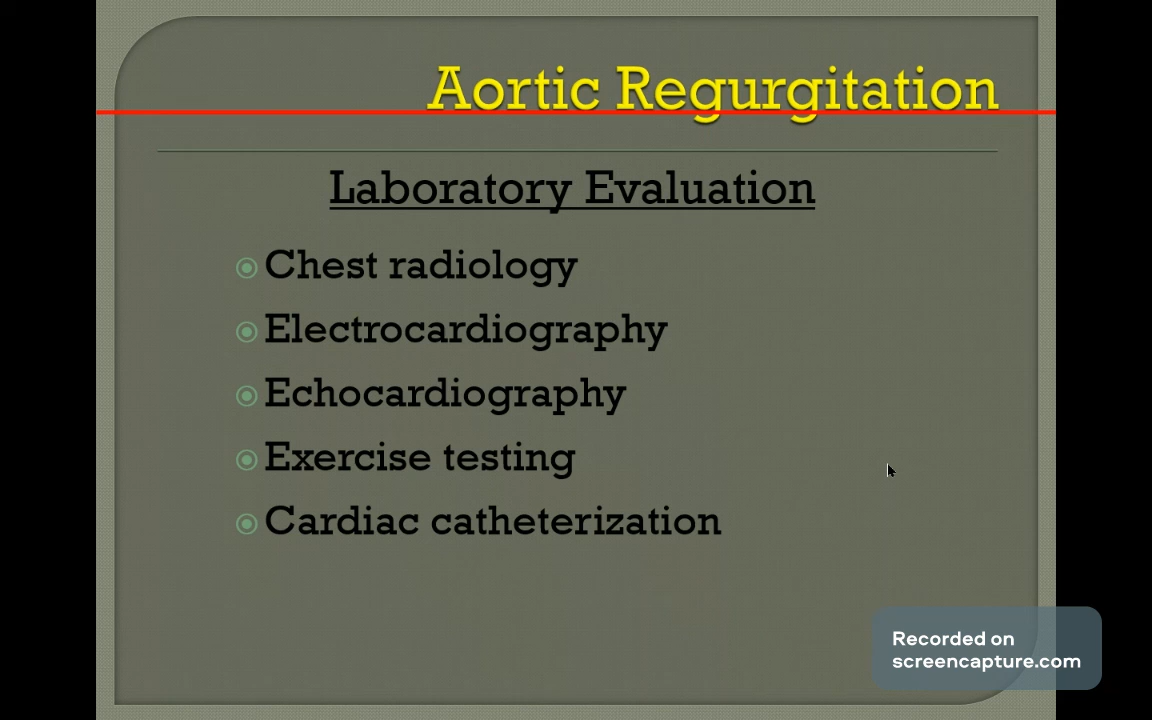 Aortic Regurgitation
Laboratory Evaluation
Chest radiology
Electrocardiography
Echocardiography
Exercise testing
Cardiac catheterization
Recorded on
screencapture.com